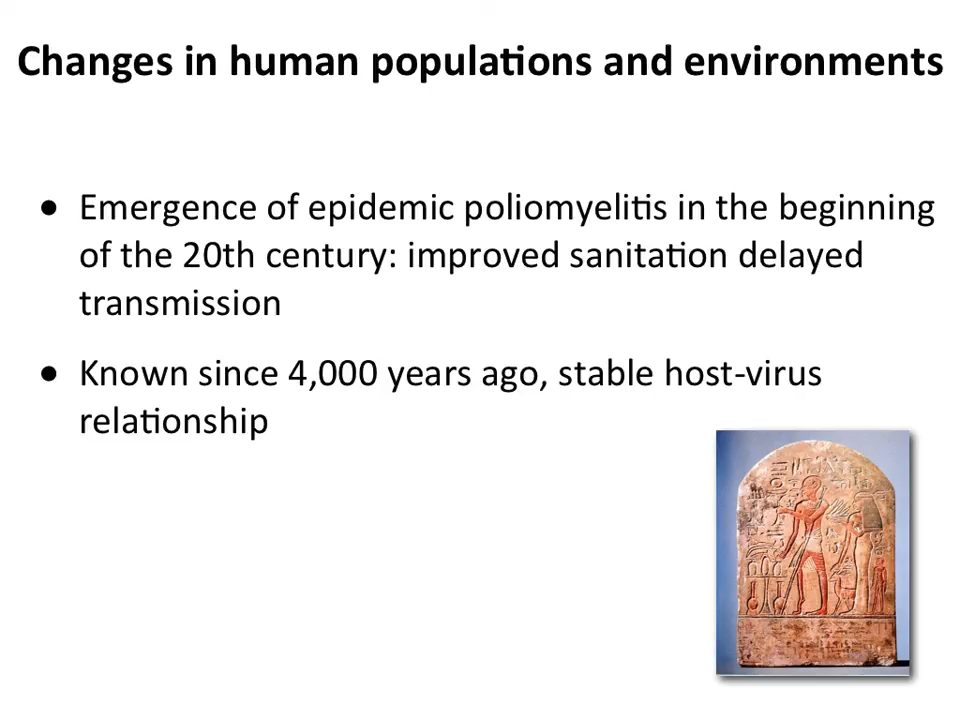 Changes in human populations and environments
• Emergence of epidemic poliomyelitis in the beginning
of the 20th century: improved sanitation delayed
transmission
• Known since 4,000 years ago, stable host-virus
relationship